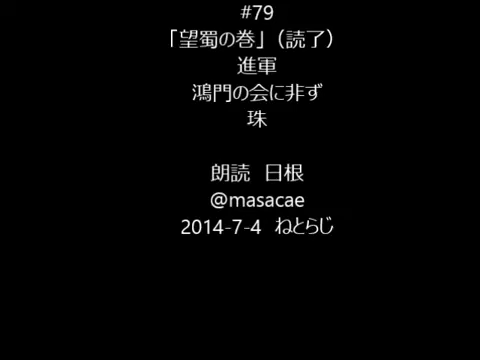 #79
「望蜀の巻」（読了）
進軍
鴻門の会に非ず
珠
朗読　日根
@masacae
2014-7-4　ねとらじ